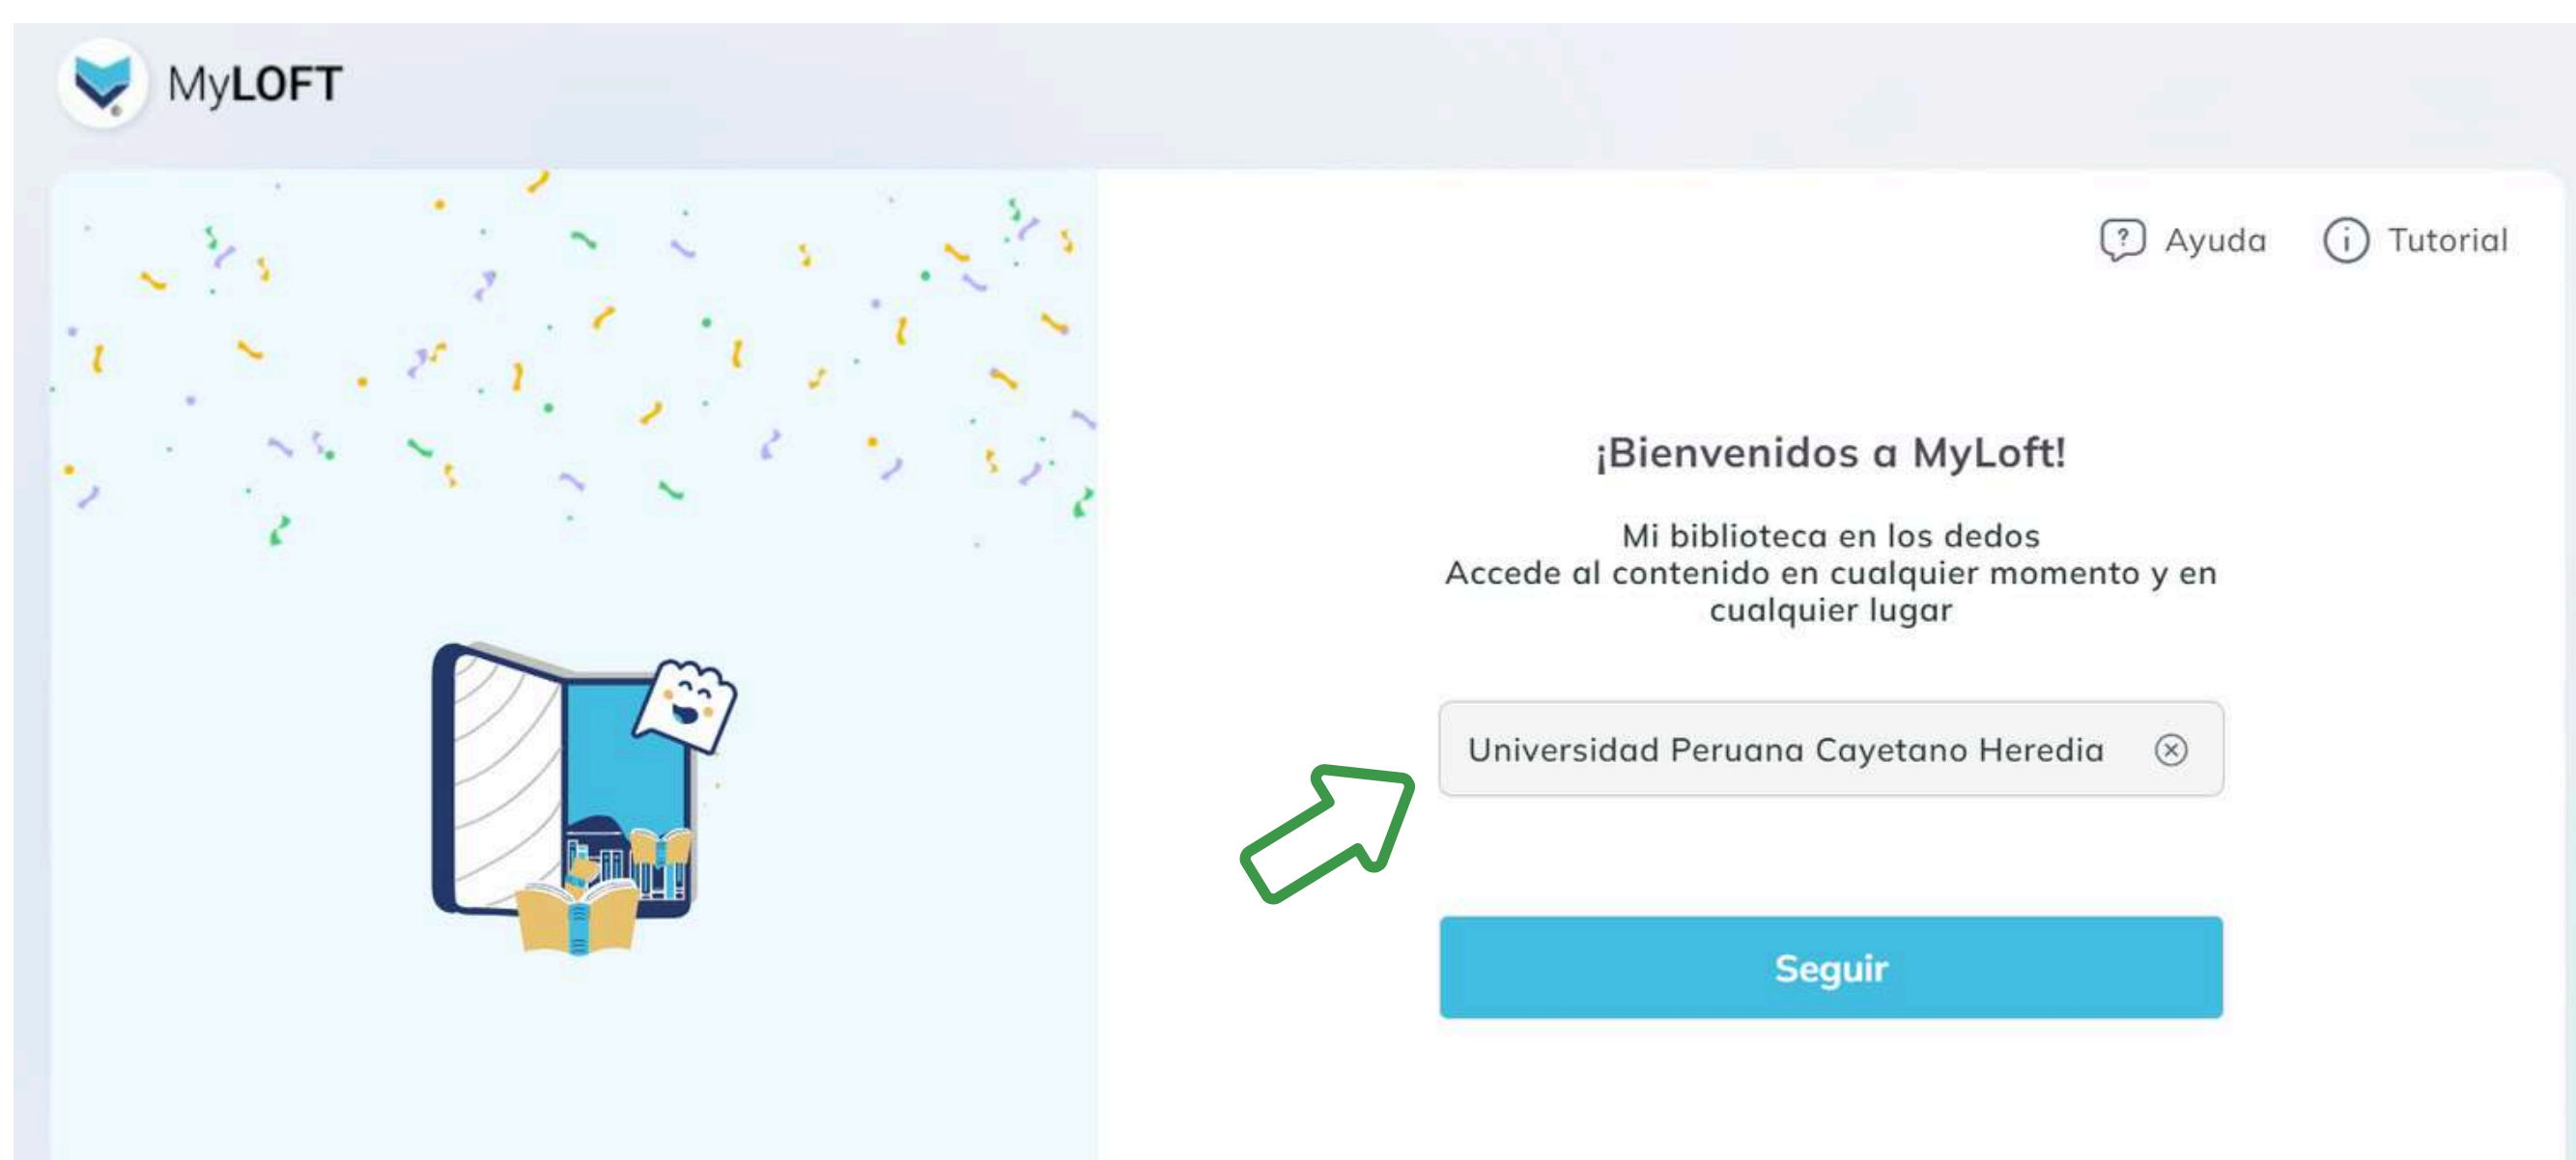 MyLOFT
Ayuda
Tutorial
¡Bienvenidos a MyLoft!
Mi biblioteca en los dedos
Accede al contenido en cualquier momento y en
cualquier lugar
Universidad Peruana Cayetano Heredia
Seguir